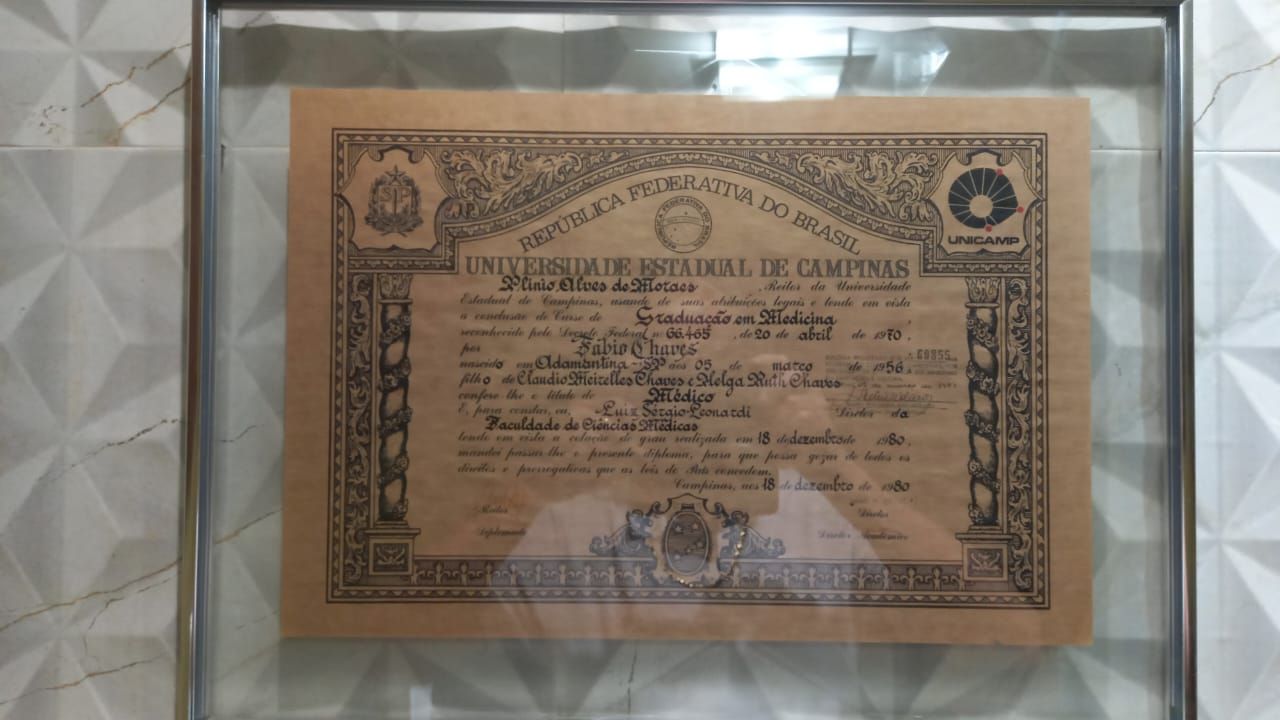 REPÚBLICA FEDERATIVA DO BRASIL
UNICAMP
UNIVERSIDADE ESTADUAL DE CAMPINAS
Plinio Alves de Moraes , Reitor da Universidade
Estadual de Campinas, usando de suas atribuições legais e tendo em vista
a conclusão do Curso de Graduação em Medicina
reconhecido pelo Decreto Federal nº 66.465 , de 20 de abril de 1970 ,
por Fabio Chaves
nascido em Adamantina - SP aos 05 de março de 1956 ,
filho de Claudio Meirelles Chaves e Helga Ruth Chaves
confere-lhe o título de Médico
E, para constar, eu, Luiz Sergio Leonardi Diretor da
Faculdade de Ciências Médicas
tendo em vista a colação de grau realizada em 18 de dezembro de 1980 ,
mandei passar-lhe o presente diploma, para que possa gozar de todos os
direitos e prerrogativas que as leis do País concedem.
Campinas, aos 18 de dezembro de 1980
Reitor
Diretor
Diplomado
Diretor Acadêmico